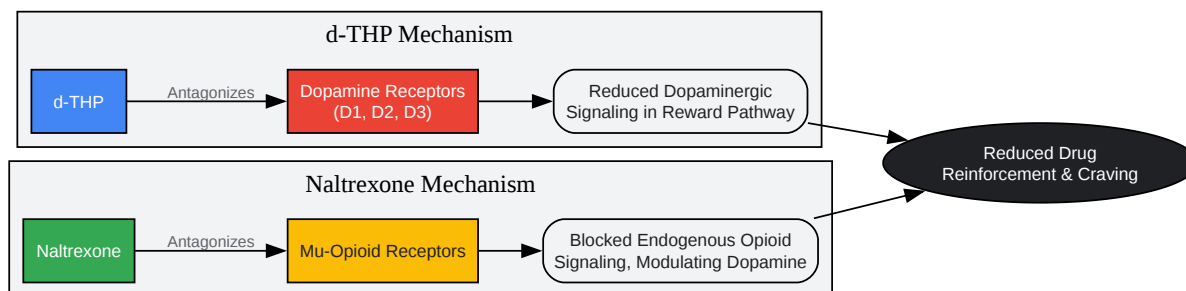 d-THP Mechanism
d-THP
Antagonizes
Dopamine Receptors
(D1, D2, D3)
Reduced Dopaminergic
Signaling in Reward Pathway
Reduced Drug
Reinforcement & Craving
Naltrexone Mechanism
Naltrexone
Antagonizes
Mu-Opioid Receptors
Blocked Endogenous Opioid
Signaling, Modulating Dopamine